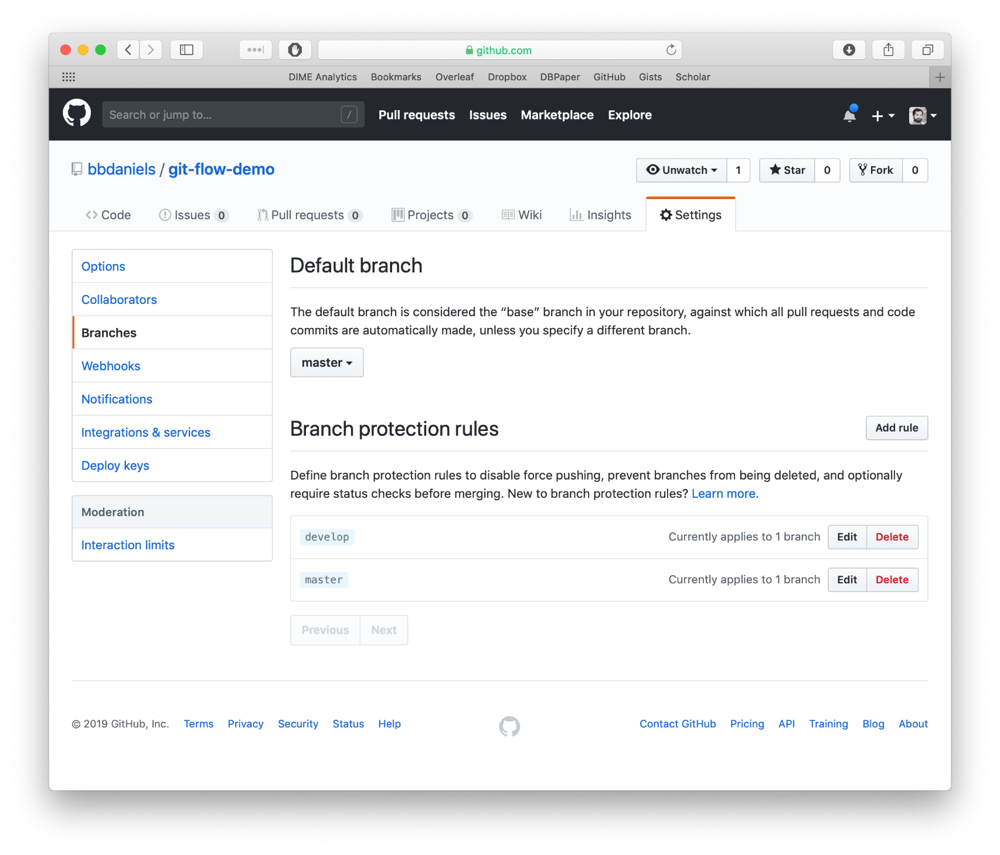 github.com
DIME Analytics Bookmarks Overleaf Dropbox DBPaper GitHub Gists Scholar
Search or jump to... / Pull requests Issues Marketplace Explore
bbdaniels / git-flow-demo Unwatch 1 Star 0 Fork 0
Code Issues 0 Pull requests 0 Projects 0 Wiki Insights Settings
Options
Collaborators
Branches
Webhooks
Notifications
Integrations & services
Deploy keys
Moderation
Interaction limits
Default branch
The default branch is considered the “base” branch in your repository, against which all pull requests and code
commits are automatically made, unless you specify a different branch.
master
Branch protection rules Add rule
Define branch protection rules to disable force pushing, prevent branches from being deleted, and optionally
require status checks before merging. New to branch protection rules? Learn more.
develop Currently applies to 1 branch Edit Delete
master Currently applies to 1 branch Edit Delete
Previous Next
© 2019 GitHub, Inc. Terms Privacy Security Status Help Contact GitHub Pricing API Training Blog About